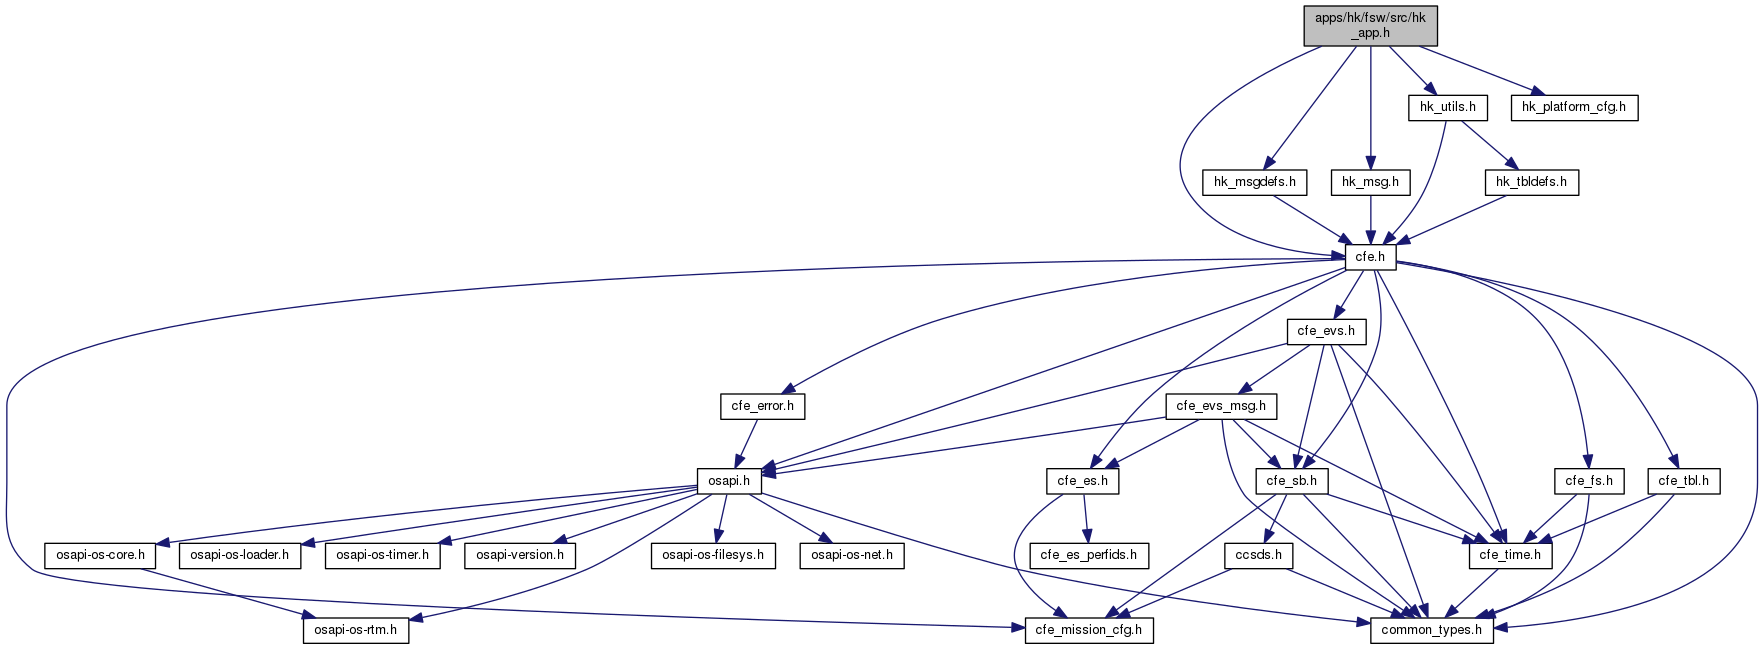 apps/hk/fsw/src/hk
_app.h
hk_utils.h
hk_platform_cfg.h
hk_msgdefs.h
hk_msg.h
hk_tbldefs.h
cfe.h
cfe_evs.h
cfe_error.h
cfe_evs_msg.h
osapi.h
cfe_es.h
cfe_sb.h
cfe_fs.h
cfe_tbl.h
osapi-os-core.h
osapi-os-loader.h
osapi-os-timer.h
osapi-version.h
osapi-os-filesys.h
osapi-os-net.h
cfe_es_perfids.h
ccsds.h
cfe_time.h
osapi-os-rtm.h
cfe_mission_cfg.h
common_types.h